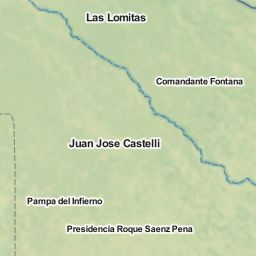 Las Lomitas
Comandante Fontana
Juan Jose Castelli
Pampa del Infierno
Presidencia Roque Saenz Pena